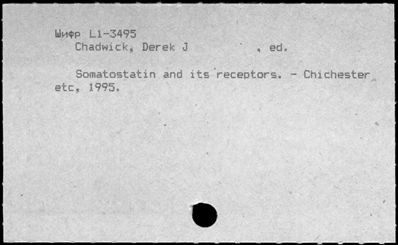 Шифр Li-3495
Chadwick, Derek J , ed.
Somatostatin and its receptors. - Chichester
etc, 1995.